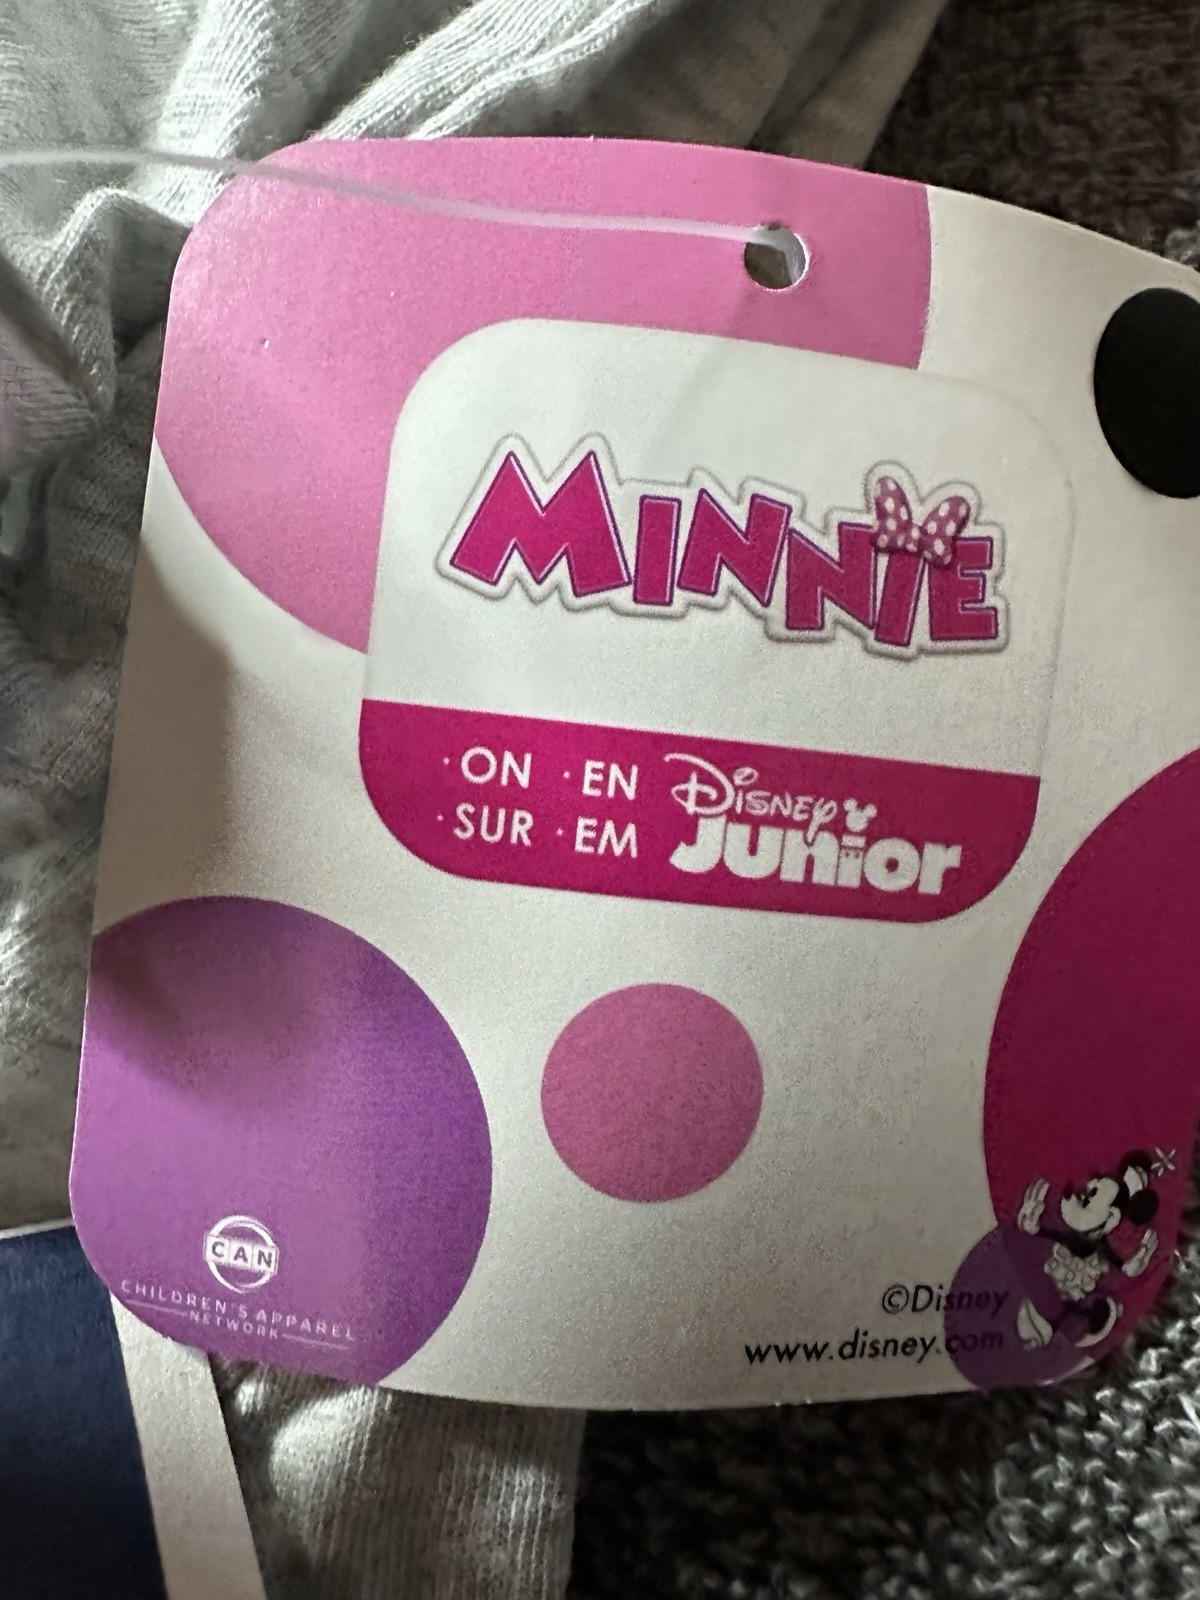 MINNIE
· ON · EN
· SUR · EM
Disney
Junior
CAN
CHILDREN'S APPAREL
NETWORK
©Disney
www.disney.com